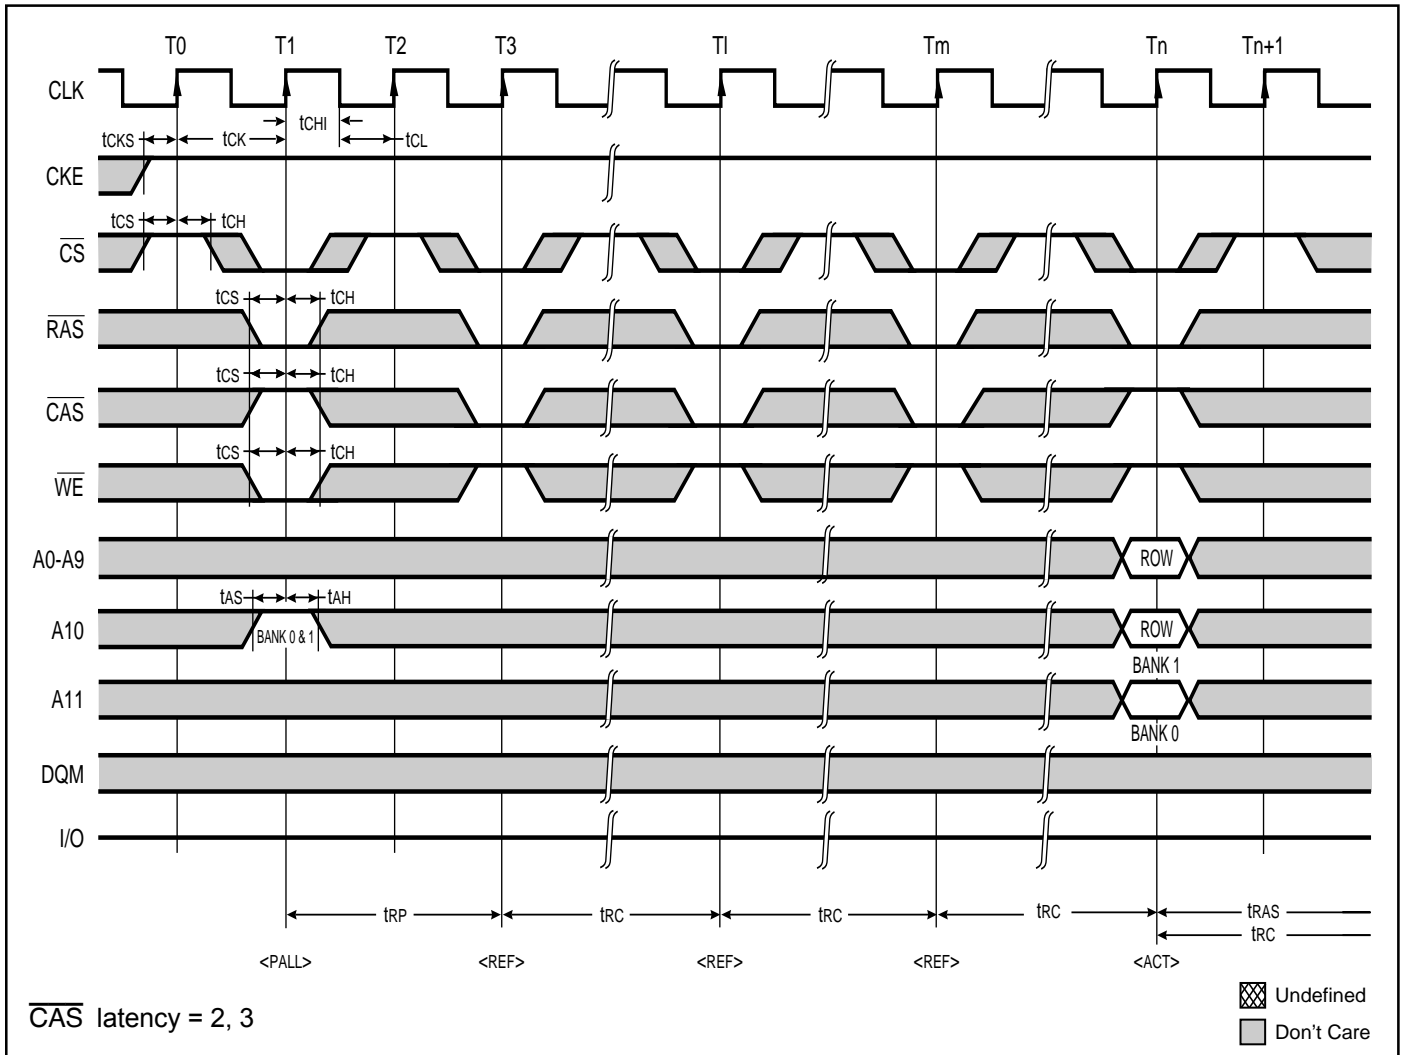 T0 T1 T2 T3 Tl Tm Tn Tn+1
CLK
tCHI
tCKS tCK tCL
CKE
tCS tCH
CS
tCS tCH
RAS
tCS tCH
CAS
tCS tCH
WE
A0-A9 ROW
tAS tAH
A10 BANK 0 & 1 ROW
BANK 1
A11
BANK 0
DQM
I/O
tRP tRC tRC tRC tRAS
tRC
<PALL> <REF> <REF> <REF> <ACT>
Undefined
CAS latency = 2, 3
Don't Care